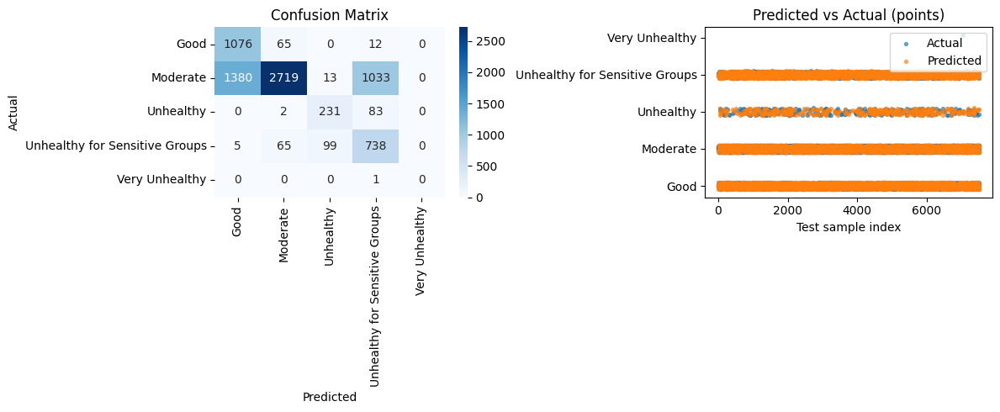 Confusion Matrix
Actual
Good 1076 65 0 12 0
Moderate 1380 2719 13 1033 0
Unhealthy 0 2 231 83 0
Unhealthy for Sensitive Groups 5 65 99 738 0
Very Unhealthy 0 0 0 1 0
Good Moderate Unhealthy Unhealthy for Sensitive Groups Very Unhealthy
Predicted
2500
2000
1500
1000
500
0
Predicted vs Actual (points)
Very Unhealthy
Unhealthy for Sensitive Groups
Unhealthy
Moderate
Good
Actual
Predicted
0 2000 4000 6000
Test sample index